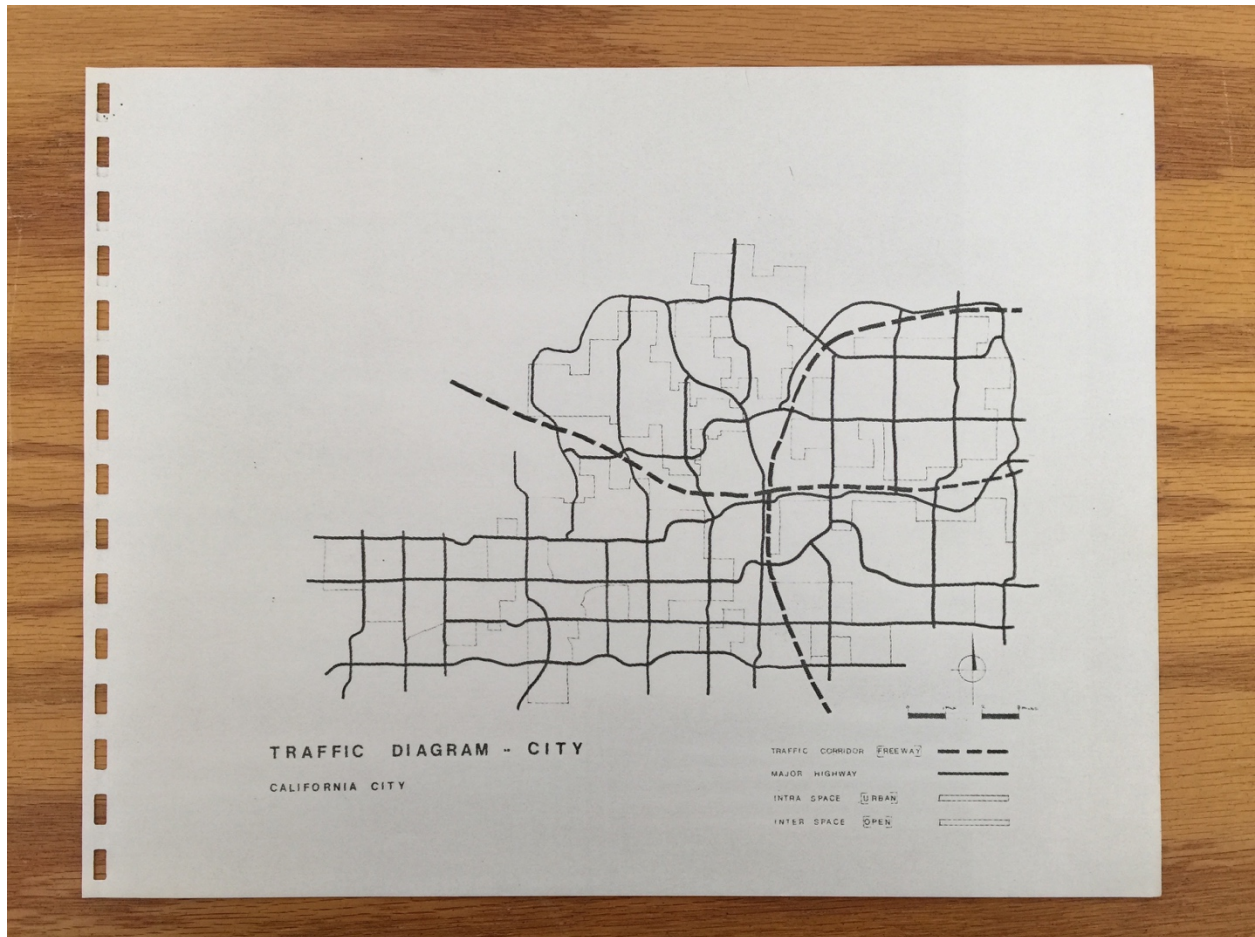 TRAFFIC DIAGRAM - CITY
CALIFORNIA CITY
TRAFFIC CORRIDOR [FREEWAY]
MAJOR HIGHWAY
INTRA SPACE [URBAN]
INTER SPACE [OPEN]